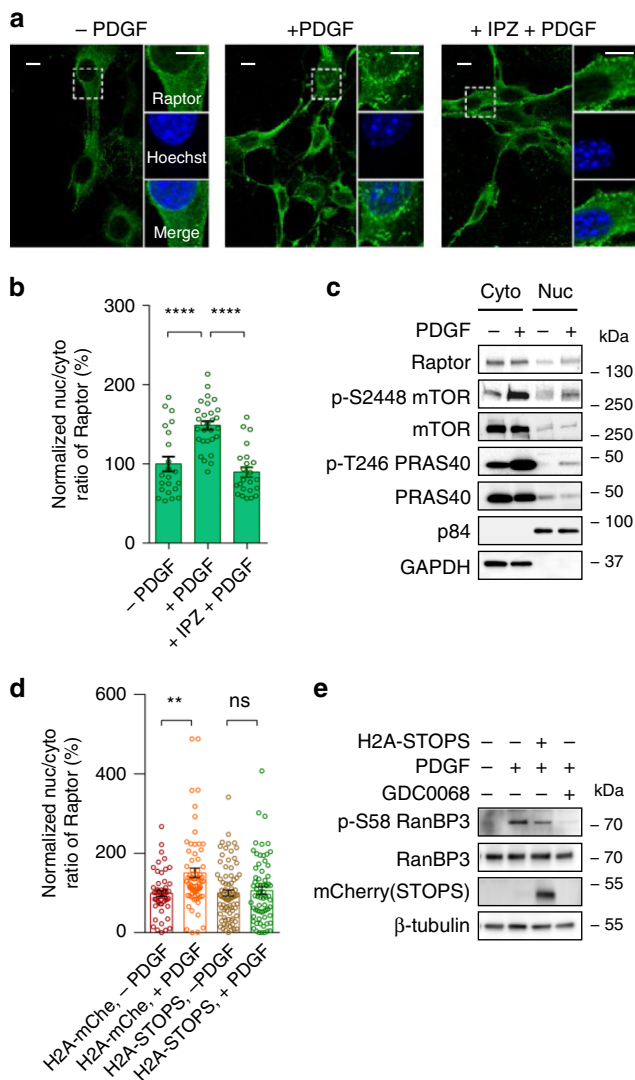 a
– PDGF
+PDGF
+ IPZ + PDGF
Raptor
Hoechst
Merge
b
Normalized nuc/cyto
ratio of Raptor (%)
300
200
100
0
****
****
– PDGF
+ PDGF
+ IPZ + PDGF
c
Cyto Nuc
PDGF – + – + kDa
Raptor – 130
p-S2448 mTOR – 250
mTOR – 250
p-T246 PRAS40 – 50
PRAS40 – 50
p84 – 100
GAPDH – 37
d
Normalized nuc/cyto
ratio of Raptor (%)
600
400
200
0
**
ns
H2A-mChe, – PDGF
H2A-mChe, + PDGF
H2A-STOPS, –PDGF
H2A-STOPS, + PDGF
e
H2A-STOPS – – + –
PDGF – + + +
GDC0068 – – – + kDa
p-S58 RanBP3 – 70
RanBP3 – 70
mCherry(STOPS) – 55
β-tubulin – 55